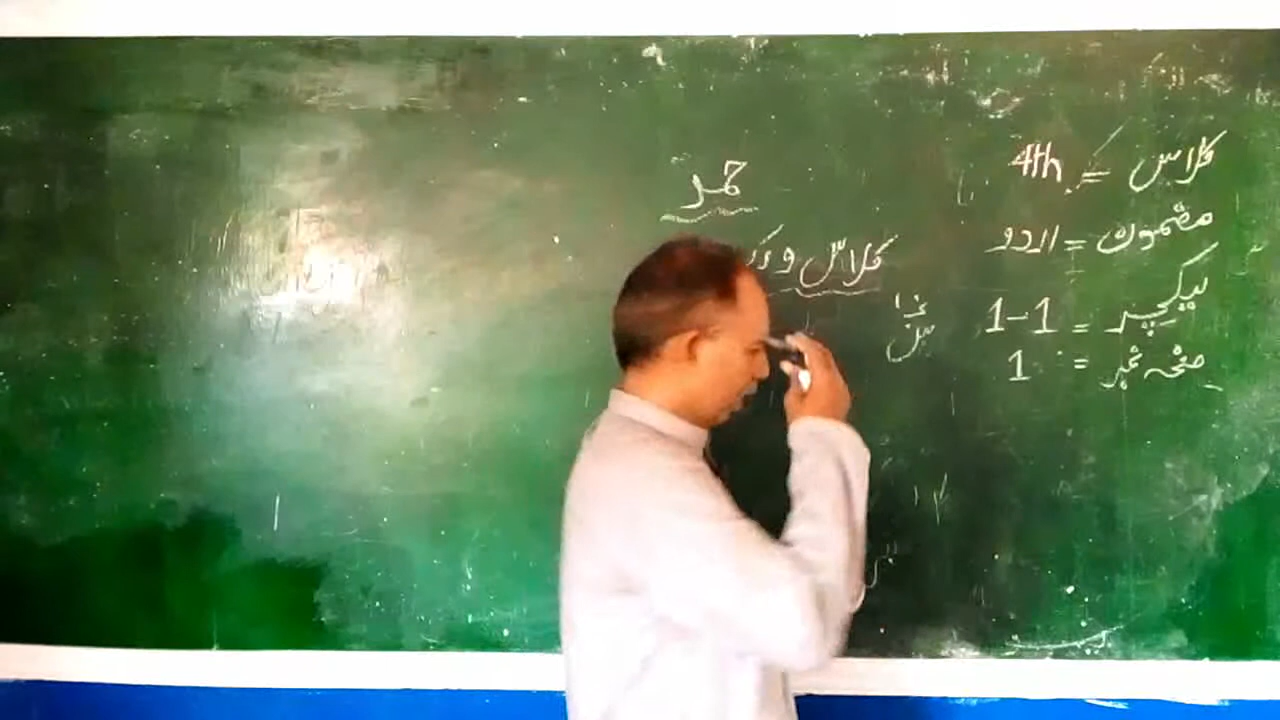 کلاس = 4th
مضمون = اردو
لیکچر = 1-1
صفحہ نمبر = 1
حمد
کلاس ورک